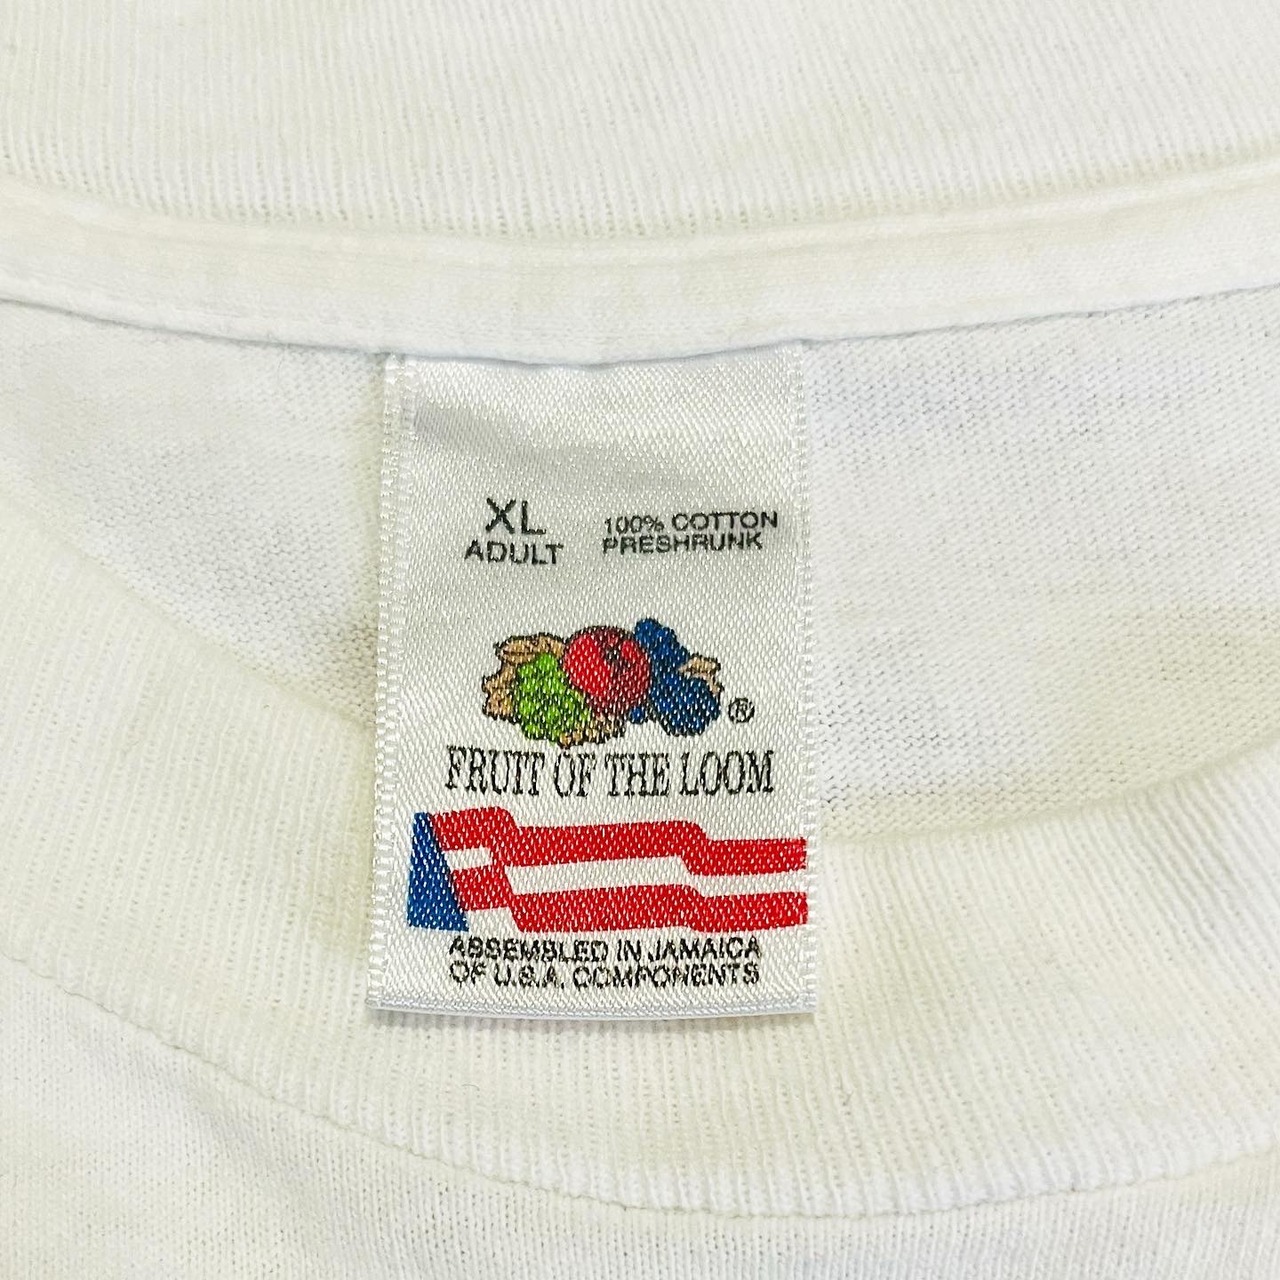 XL
ADULT
100% COTTON
PRESHRUNK
®
FRUIT OF THE LOOM
ASSEMBLED IN JAMAICA
OF U.S.A. COMPONENTS